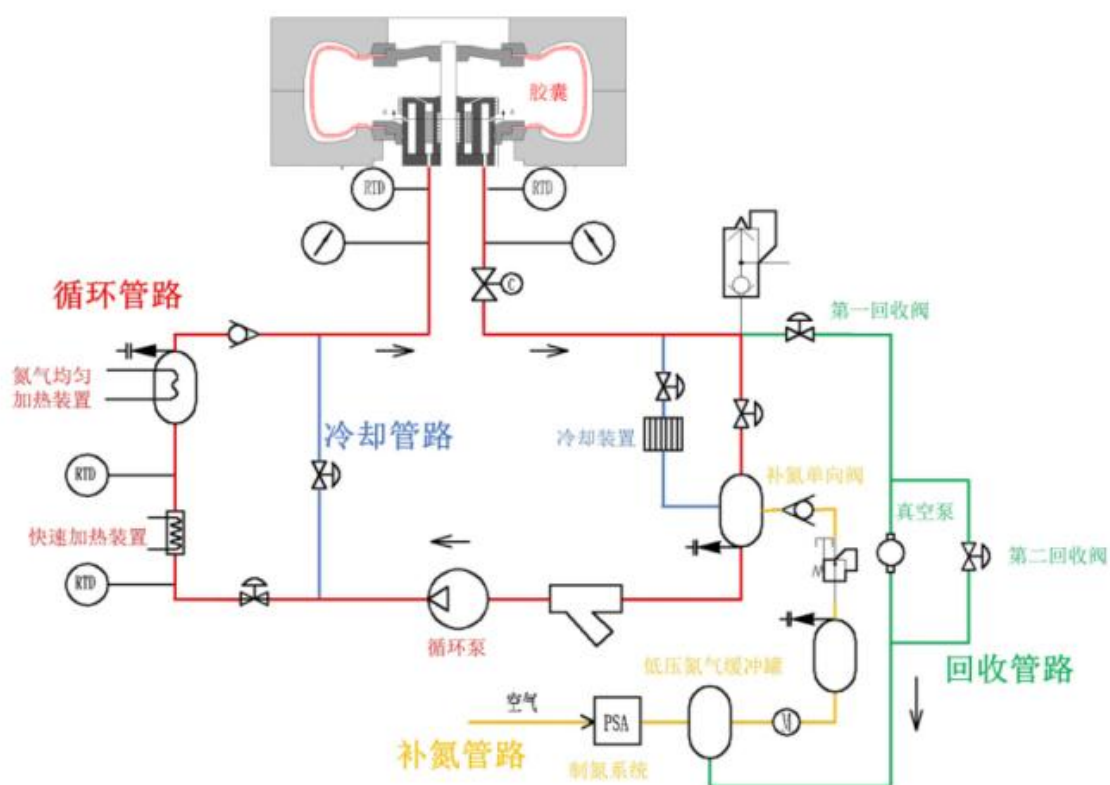 胶囊
RTD
RTD
C
循环管路
第一回收阀
氮气均匀
加热装置
冷却管路
冷却装置
补氮单向阀
RTD
真空泵
快速加热装置
第二回收阀
N
RTD
循环泵
低压氮气缓冲罐
回收管路
空气
PSA
补氮管路
制氮系统